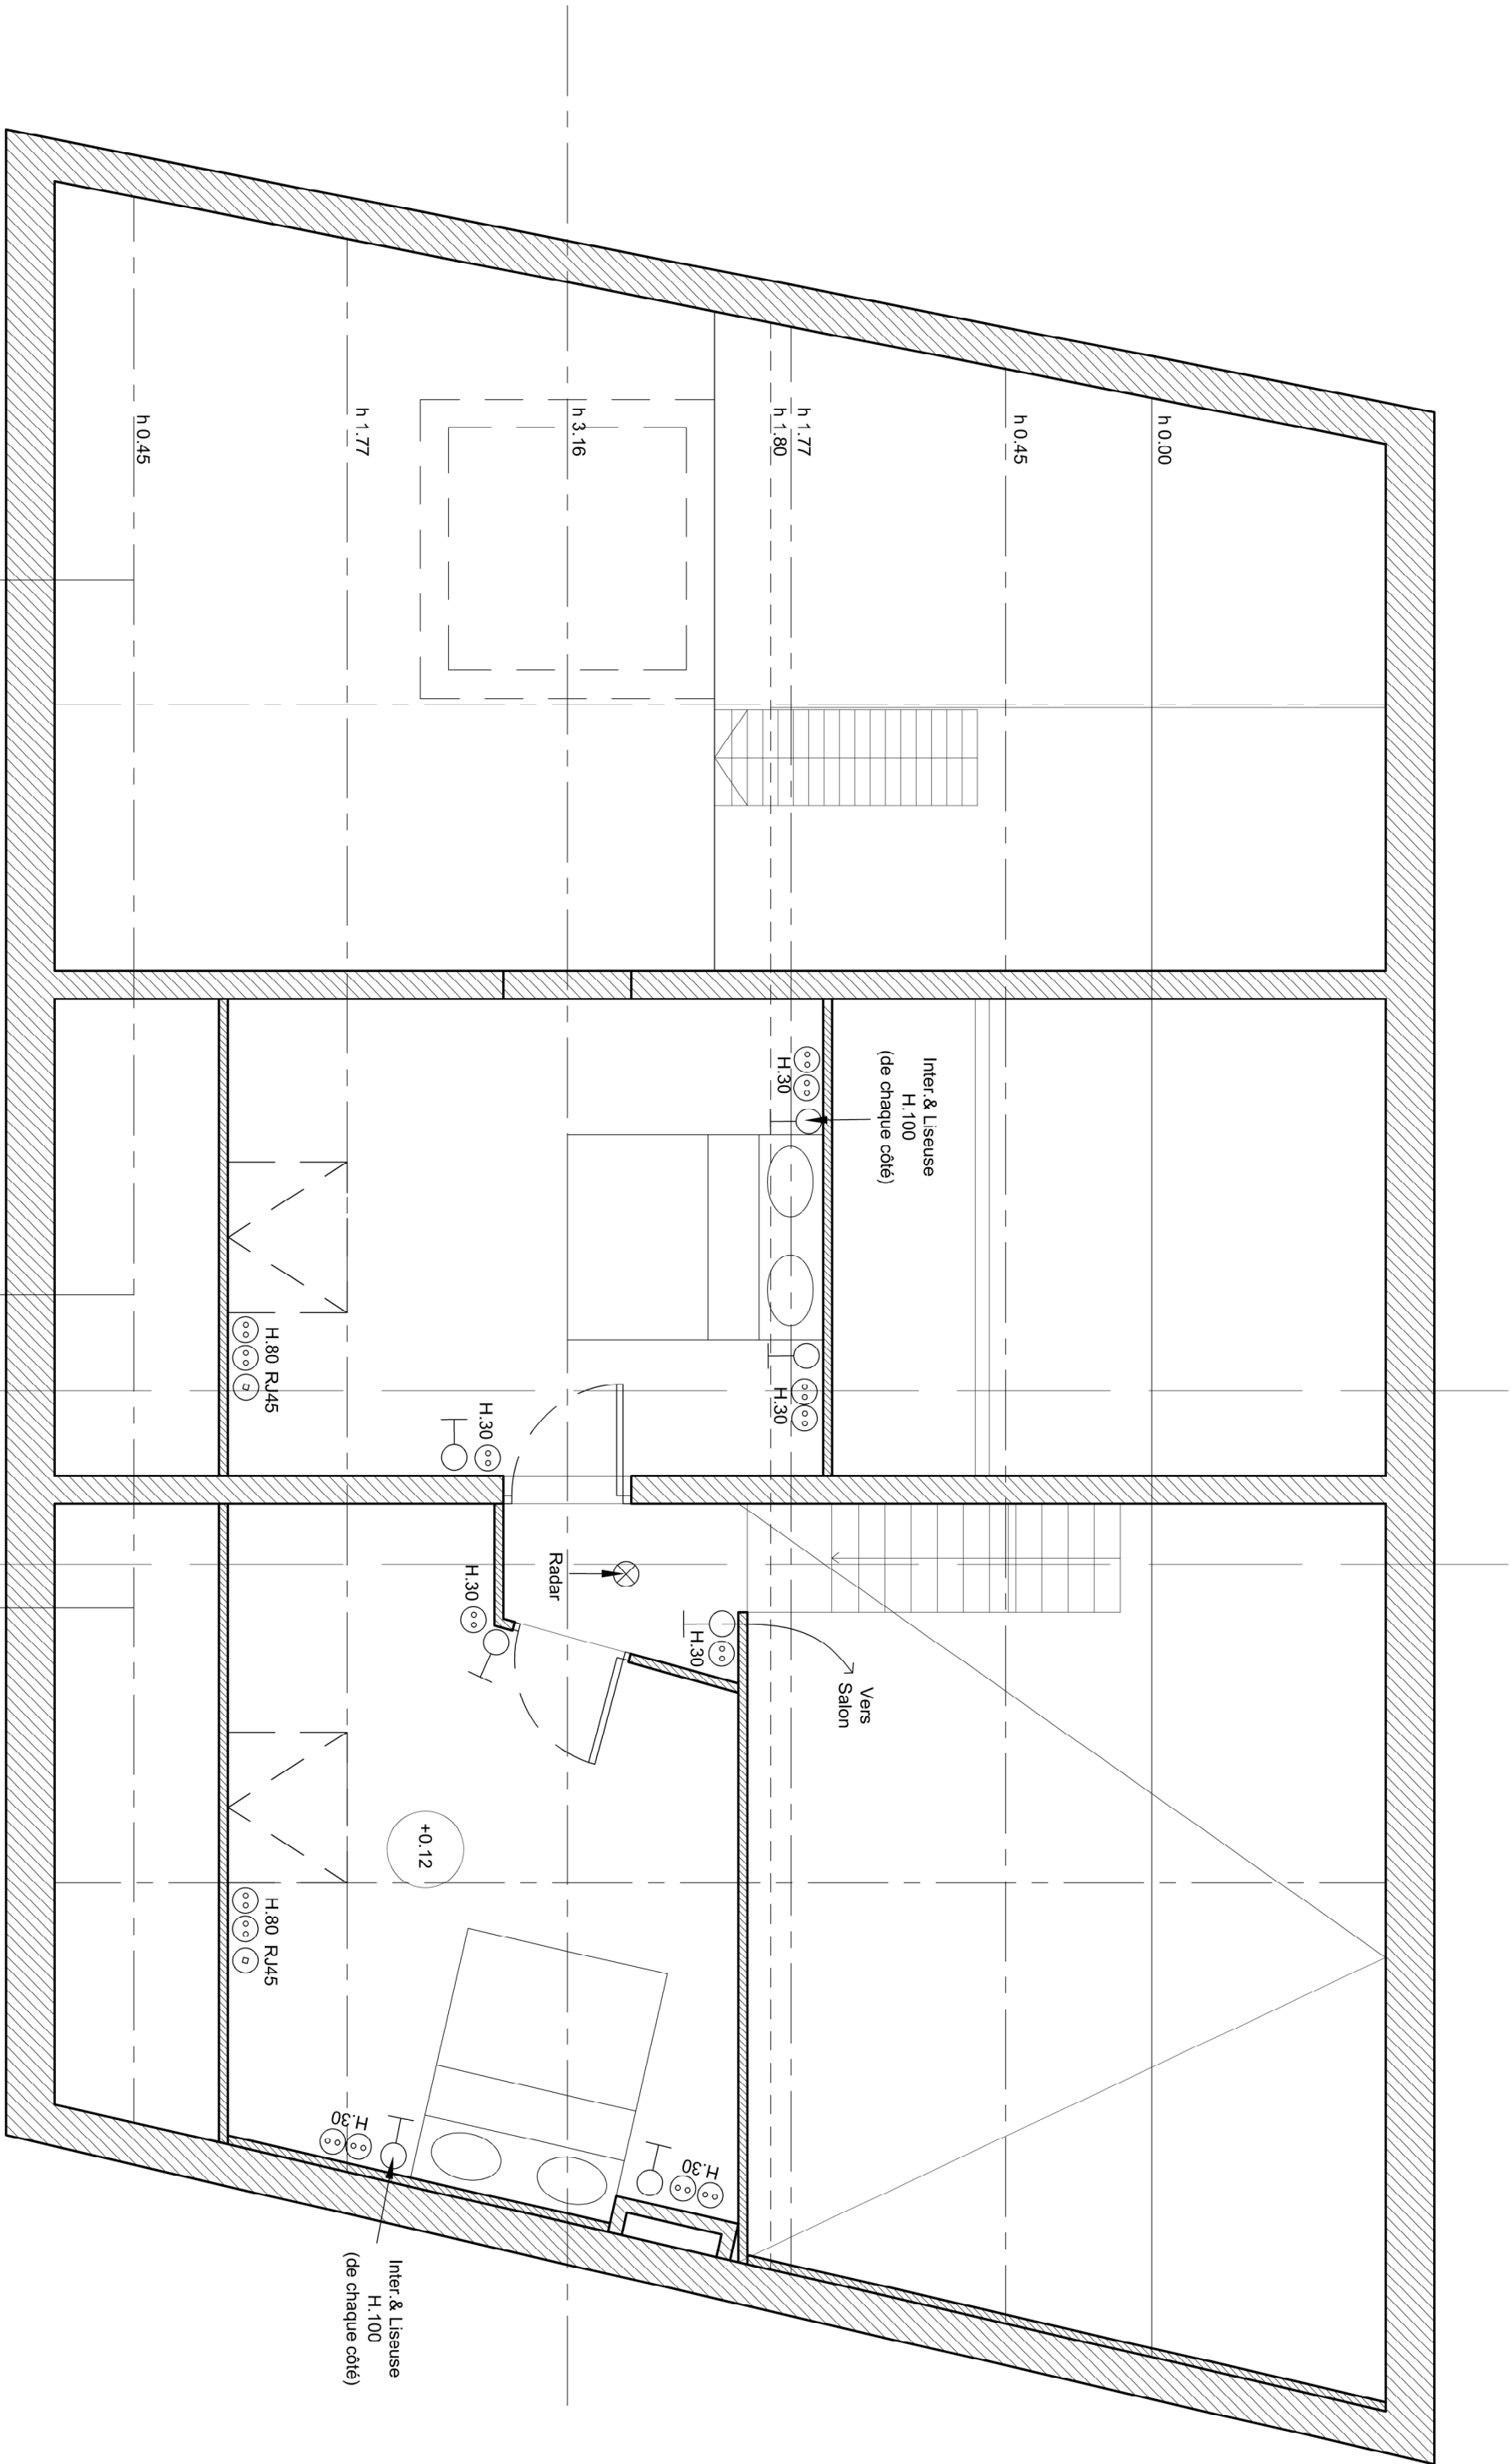 h 0.00
h 0.45
h 1.77
h 1.80
h 3.16
h 1.77
h 0.45
Inter.& Liseuse
H.100
(de chaque côté)
H.30
H.30
H.80 RJ45
H.30
Radar
H.30
H.30
Vers
Salon
+0.12
H.80 RJ45
H.30
H.30
Inter.& Liseuse
H.100
(de chaque côté)